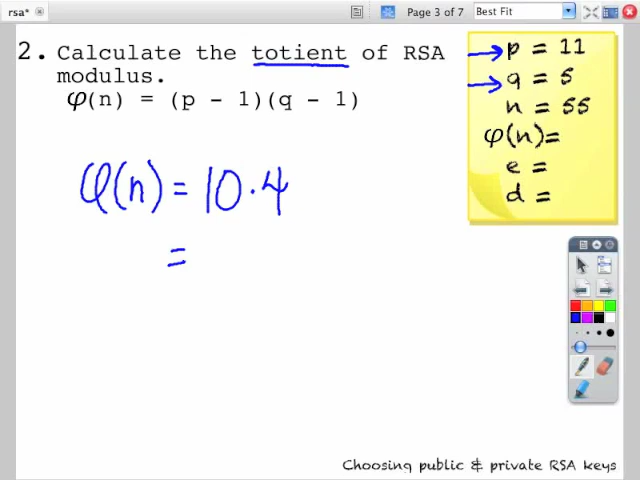 rsa*
Page 3 of 7
Best Fit
2. Calculate the totient of RSA
modulus.
φ(n) = (p - 1)(q - 1)
p = 11
q = 5
n = 55
φ(n)=
e =
d =
φ(n) = 10·4
=
Choosing public & private RSA keys